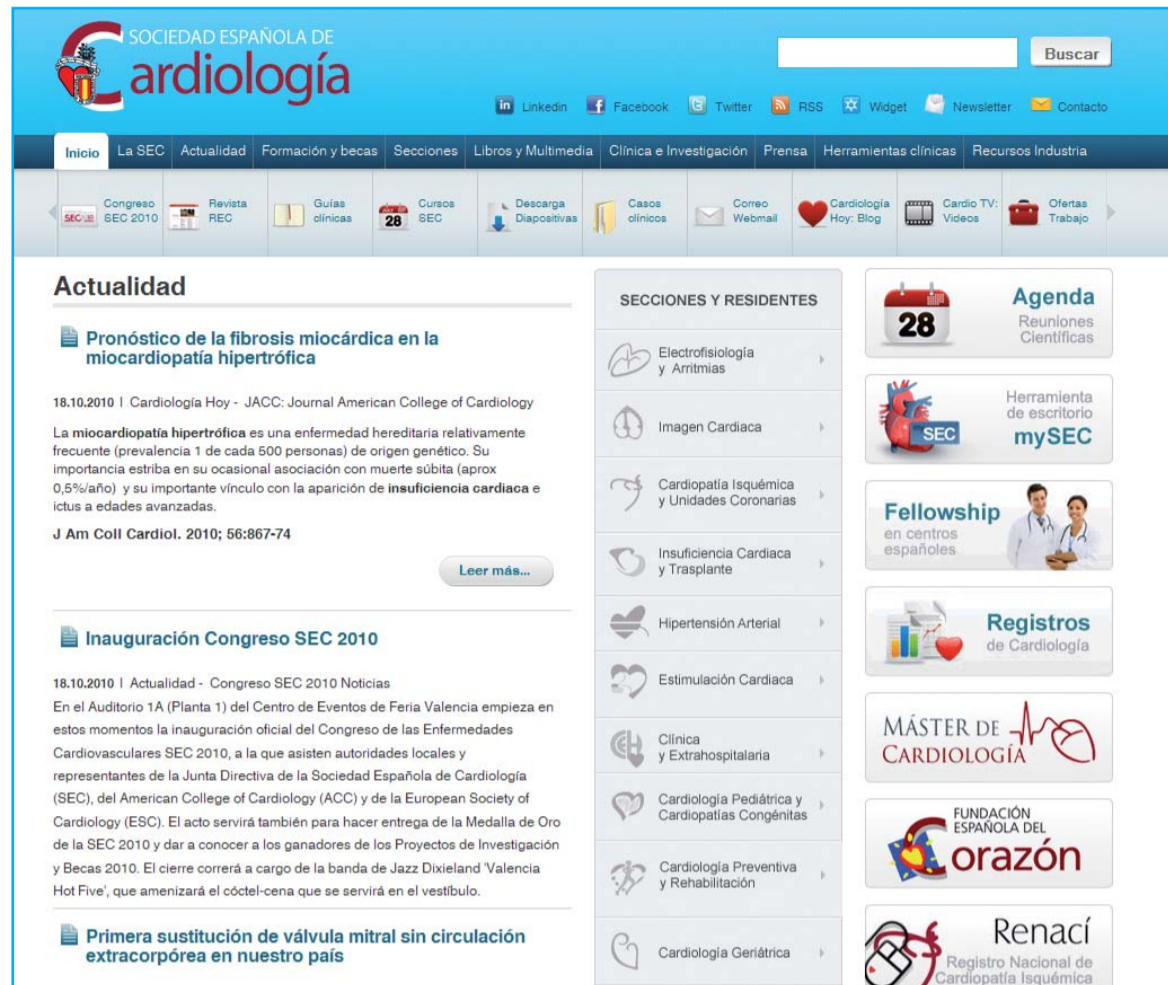 SOCIEDAD ESPAÑOLA DE
Cardiología
Buscar
Linkedin
Facebook
Twitter
RSS
Widget
Newsletter
Contacto
Inicio
La SEC
Actualidad
Formación y becas
Secciones
Libros y Multimedia
Clínica e Investigación
Prensa
Herramientas clínicas
Recursos Industria
Congreso
SEC 2010
Revista
REC
Guías
clínicas
28
Cursos
SEC
Descarga
Diapositivas
Casos
clínicos
Correo
Webmail
Cardiología
Hoy: Blog
Cardio TV:
Videos
Ofertas
Trabajo
Actualidad
Pronóstico de la fibrosis miocárdica en la
miocardiopatía hipertrófica
18.10.2010 | Cardiología Hoy - JACC: Journal American College of Cardiology
La miocardiopatía hipertrófica es una enfermedad hereditaria relativamente
frecuente (prevalencia 1 de cada 500 personas) de origen genético. Su
importancia estriba en su ocasional asociación con muerte súbita (aprox
0,5%/año) y su importante vínculo con la aparición de insuficiencia cardiaca e
ictus a edades avanzadas.
J Am Coll Cardiol. 2010; 56:867-74
Leer más...
Inauguración Congreso SEC 2010
18.10.2010 | Actualidad - Congreso SEC 2010 Noticias
En el Auditorio 1A (Planta 1) del Centro de Eventos de Feria Valencia empieza en
estos momentos la inauguración oficial del Congreso de las Enfermedades
Cardiovasculares SEC 2010, a la que asisten autoridades locales y
representantes de la Junta Directiva de la Sociedad Española de Cardiología
(SEC), del American College of Cardiology (ACC) y de la European Society of
Cardiology (ESC). El acto servirá también para hacer entrega de la Medalla de Oro
de la SEC 2010 y dar a conocer a los ganadores de los Proyectos de Investigación
y Becas 2010. El cierre correrá a cargo de la banda de Jazz Dixieland 'Valencia
Hot Five', que amenizará el cóctel-cena que se servirá en el vestíbulo.
Primera sustitución de válvula mitral sin circulación
extracorpórea en nuestro país
SECCIONES Y RESIDENTES
Electrofisiología
y Arritmias
Imagen Cardiaca
Cardiopatía Isquémica
y Unidades Coronarias
Insuficiencia Cardiaca
y Trasplante
Hipertensión Arterial
Estimulación Cardiaca
Clínica
y Extrahospitalaria
Cardiología Pediátrica y
Cardiopatías Congénitas
Cardiología Preventiva
y Rehabilitación
Cardiología Geriátrica
28
Agenda
Reuniones
Científicas
SEC
Herramienta
de escritorio
mySEC
Fellowship
en centros
españoles
Registros
de Cardiología
MÁSTER DE
CARDIOLOGÍA
FUNDACIÓN
ESPAÑOLA DEL
Corazón
Renací
Registro Nacional de
Cardiopatía Isquémica